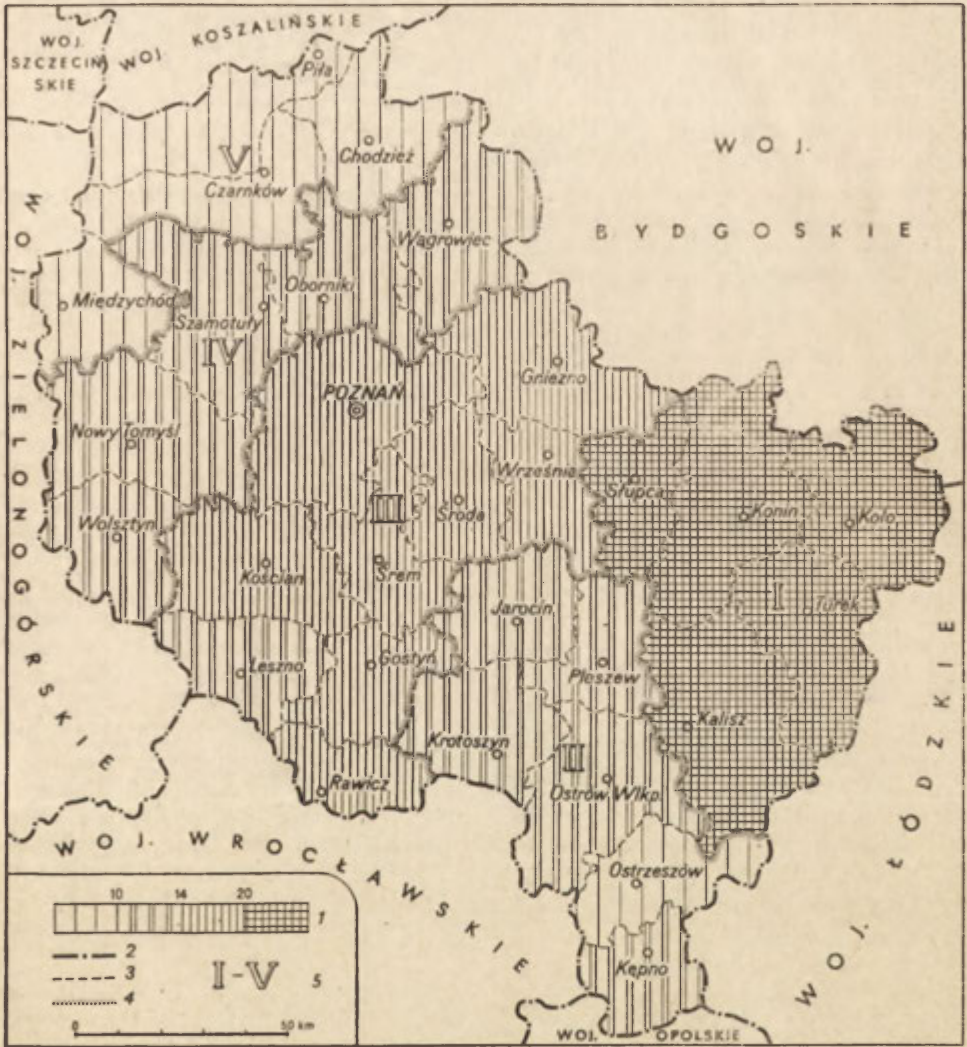 WOJ.
SZCZECIŃ
SKIE
WOJ. KOSZALIŃSKIE
Piła
WOJ.
BYDGOSKIE
V
Chodzież
Czarnków
WOJ. ZIELONOGÓRSKIE
Wągrowiec
Międzychód
Oborniki
Szamotuły
IV
Gniezno
POZNAŃ
Nowy Tomyśl
Września
Słupca
Konin
Koło
III
Środa
Wolsztyn
Kościan
Śrem
I
Turek
Jarocin
Leszno
Gostyń
Pleszew
Kalisz
Krotoszyn
II
Rawicz
Ostrów Wlkp.
WOJ. WROCŁAWSKIE
WOJ. ŁÓDZKIE
Ostrzeszów
Kępno
WOJ. OPOLSKIE
10 14 20
1
2
3
4
I-V 5
0 50 km